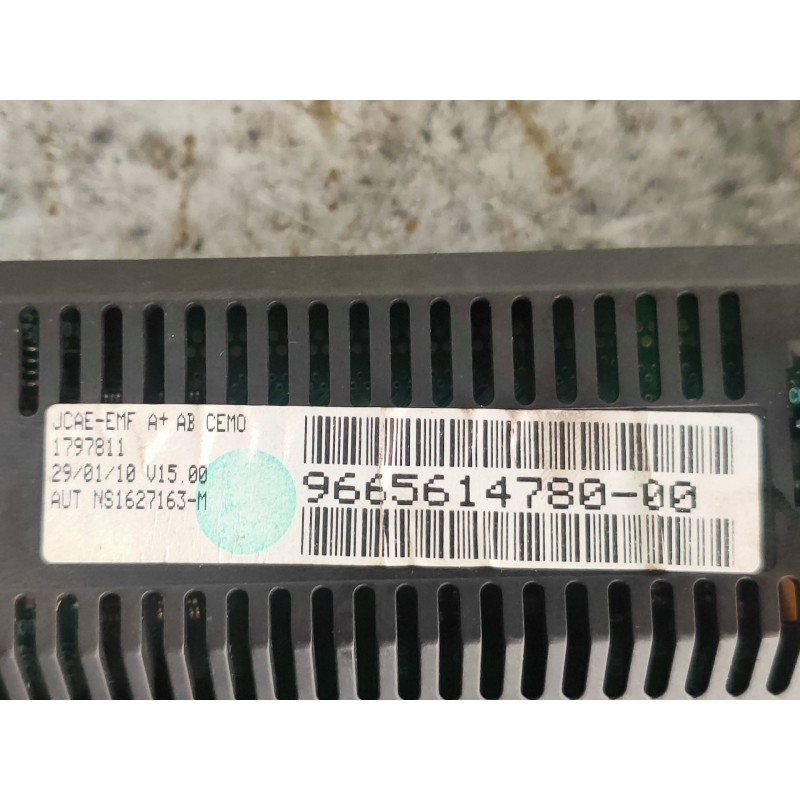 JCAE-EMF A+ AB CEMO
1797811
29/01/10 V15.00
AUT NS1627163-M
9665614780-00